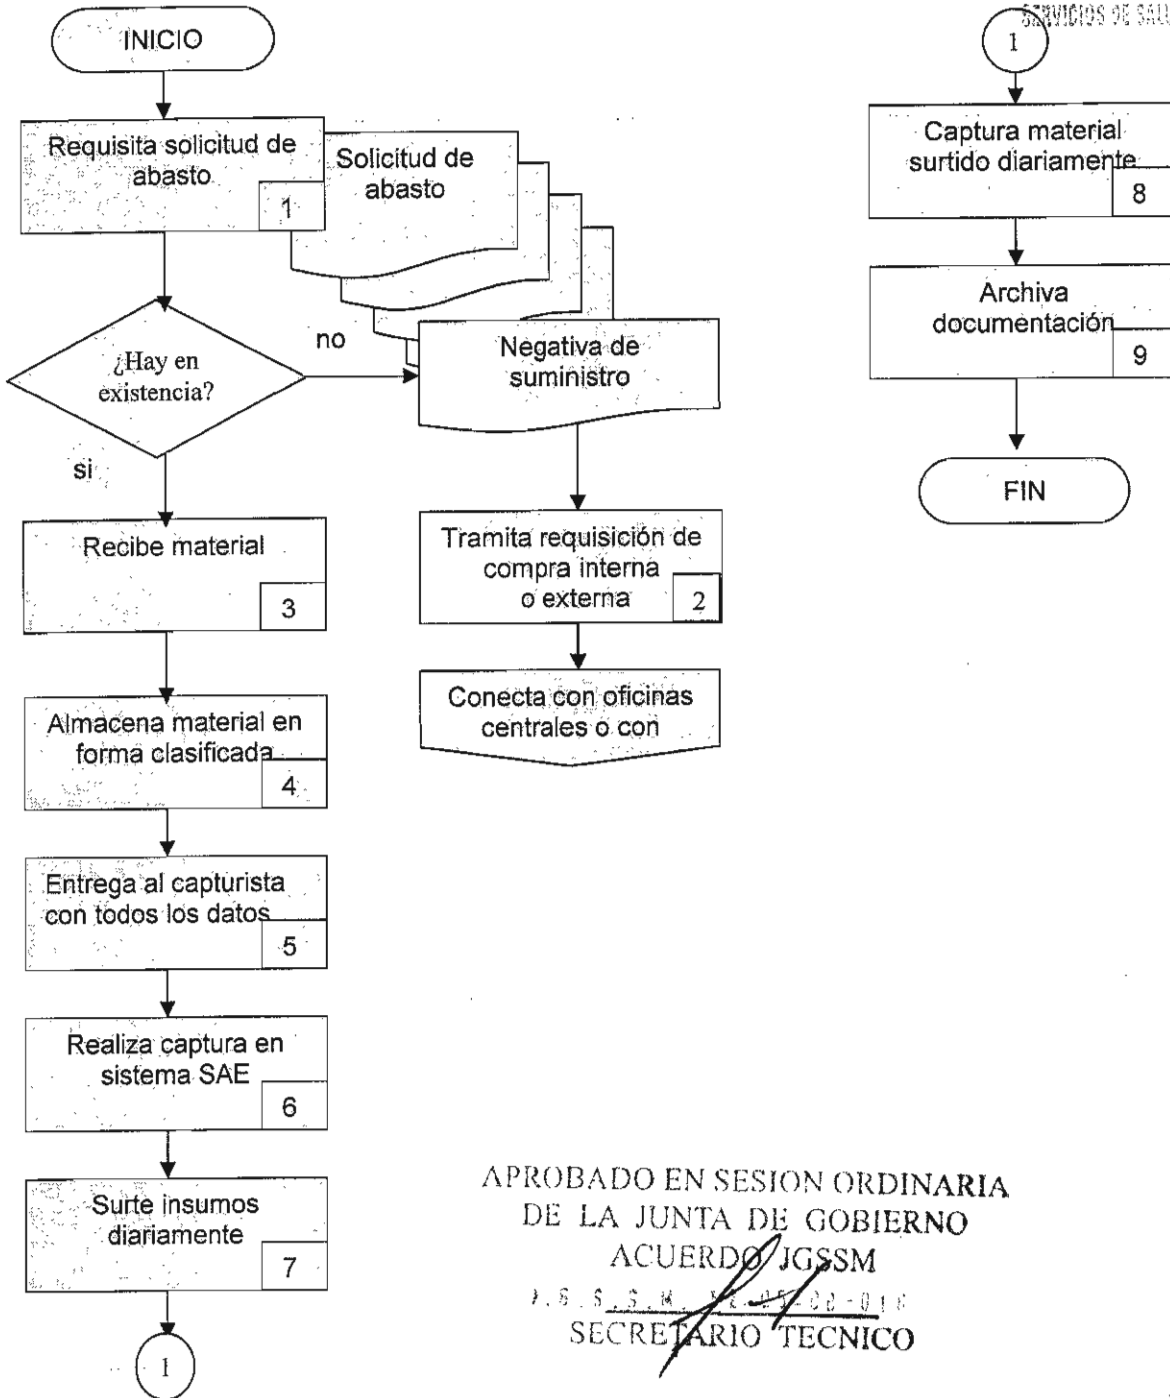 INICIO
Requisita solicitud de
abasto
1
Solicitud de
abasto
¿Hay en
existencia?
no
si
Negativa de
suministro
Tramita requisición de
compra interna
o externa
2
Conecta con oficinas
centrales o con
Recibe material
3
Almacena material en
forma clasificada
4
Entrega al capturista
con todos los datos
5
Realiza captura en
sistema SAE
6
Surte insumos
diariamente
7
1
SERVICIOS DE SALU
1
Captura material
surtido diariamente
8
Archiva
documentación
9
FIN
APROBADO EN SESION ORDINARIA
DE LA JUNTA DE GOBIERNO
ACUERDO JGSSM
SECRETARIO TECNICO